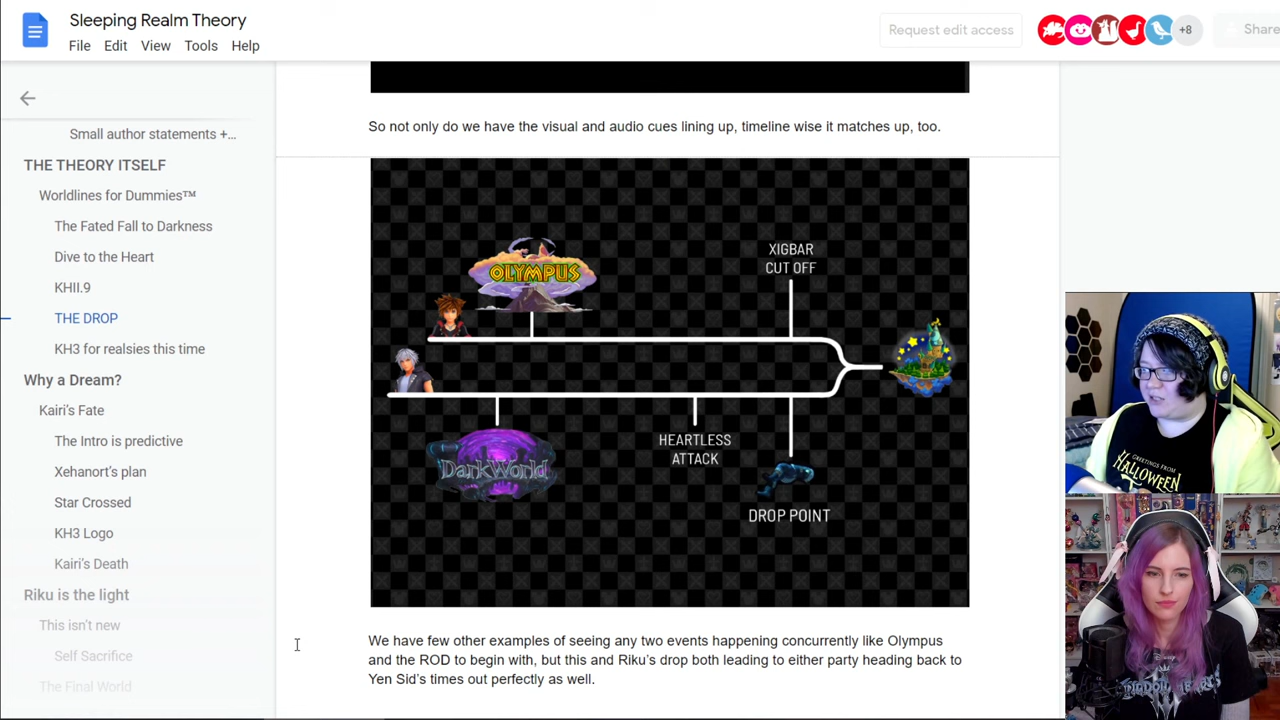 Sleeping Realm Theory
File Edit View Tools Help
Request edit access
+8
Share
Small author statements +...
THE THEORY ITSELF
Worldlines for Dummies™
The Fated Fall to Darkness
Dive to the Heart
KHII.9
THE DROP
KH3 for realsies this time
Why a Dream?
Kairi's Fate
The Intro is predictive
Xehanort's plan
Star Crossed
KH3 Logo
Kairi's Death
Riku is the light
This isn't new
Self Sacrifice
The Final World
So not only do we have the visual and audio cues lining up, timeline wise it matches up, too.
OLYMPUS
XIGBAR
CUT OFF
DarkWorld
HEARTLESS
ATTACK
DROP POINT
We have few other examples of seeing any two events happening concurrently like Olympus
and the ROD to begin with, but this and Riku's drop both leading to either party heading back to
Yen Sid's times out perfectly as well.
GREETINGS FROM
HALLOWEEN
TOWN
Disney
KINGDOM HEARTS